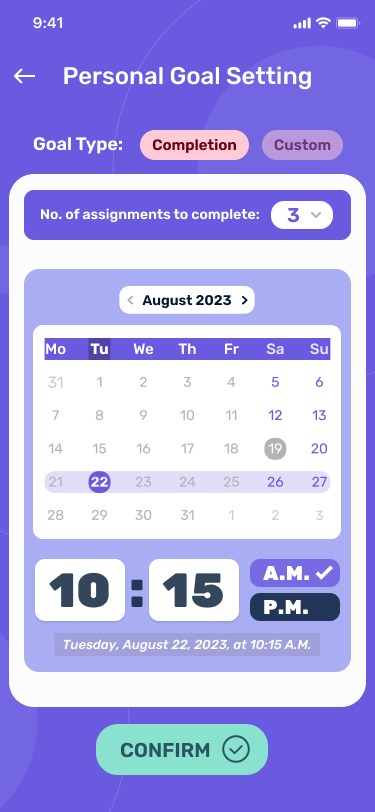 9:41
Personal Goal Setting
Goal Type: Completion Custom
No. of assignments to complete: 3
August 2023
Mo Tu We Th Fr Sa Su
31 1 2 3 4 5 6
7 8 9 10 11 12 13
14 15 16 17 18 19 20
21 22 23 24 25 26 27
28 29 30 31 1 2 3
10 : 15 A.M.
P.M.
Tuesday, August 22, 2023, at 10:15 A.M.
CONFIRM